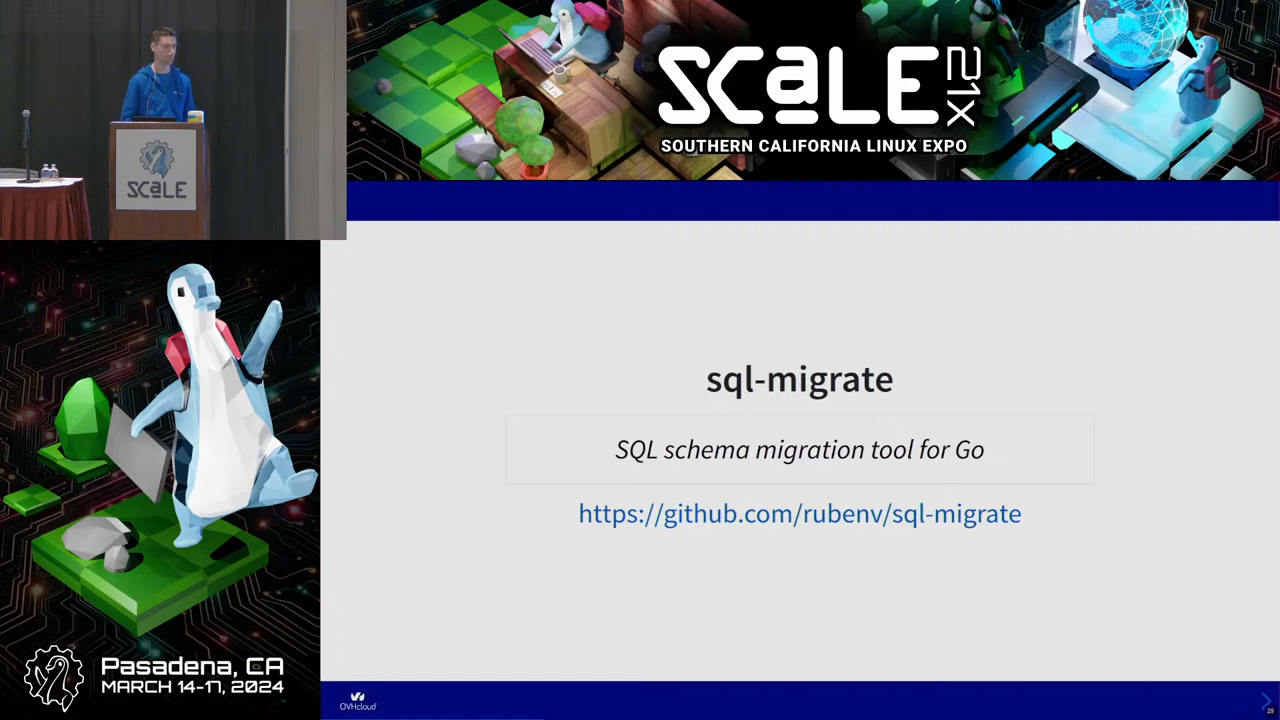 SCALE
21X
SOUTHERN CALIFORNIA LINUX EXPO
SCALE
sql-migrate
SQL schema migration tool for Go
https://github.com/rubenv/sql-migrate
Pasadena, CA
MARCH 14-17, 2024
OVHcloud
29